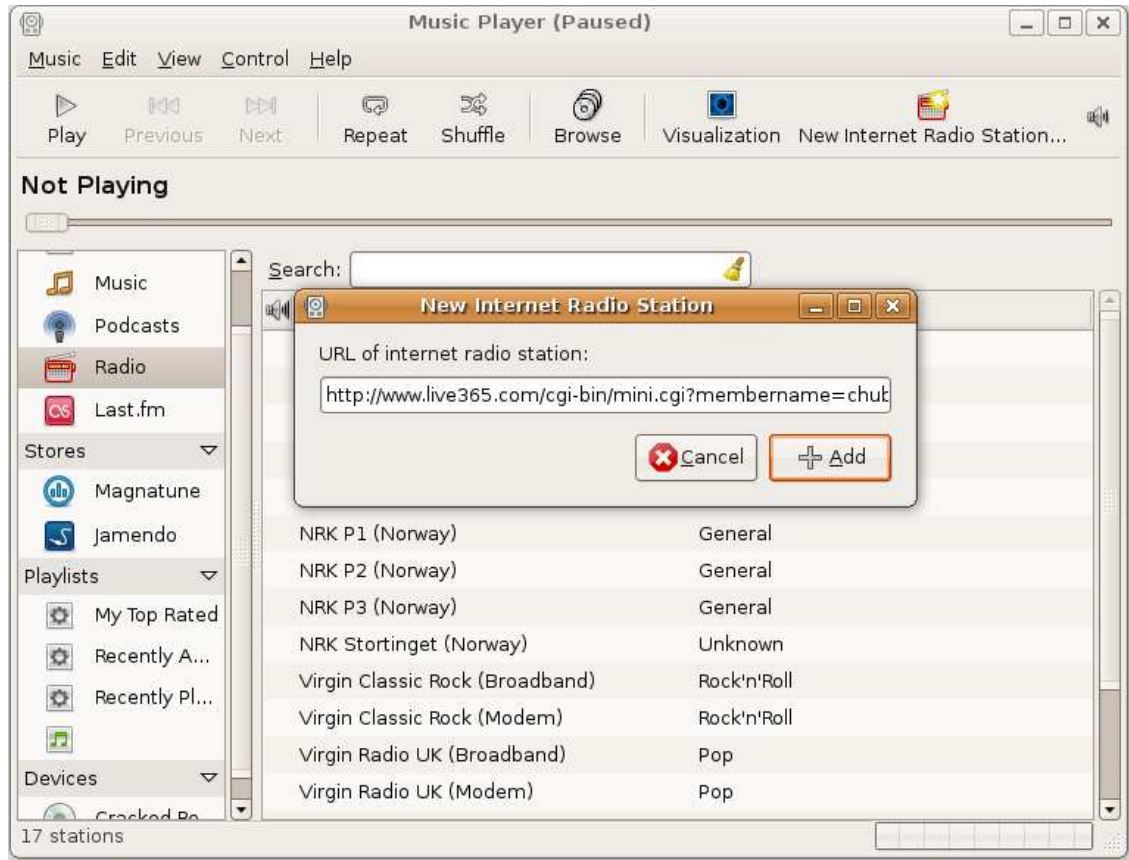 Music Player (Paused)
Music Edit View Control Help
Play Previous Next Repeat Shuffle Browse Visualization New Internet Radio Station...
Not Playing
Music
Podcasts
Radio
Last.fm
Stores
Magnatune
Jamendo
Playlists
My Top Rated
Recently A...
Recently Pl...
Devices
Search:
New Internet Radio Station
URL of internet radio station:
http://www.live365.com/cgi-bin/mini.cgi?membername=chub
Cancel Add
NRK P1 (Norway) General
NRK P2 (Norway) General
NRK P3 (Norway) General
NRK Stortinget (Norway) Unknown
Virgin Classic Rock (Broadband) Rock'n'Roll
Virgin Classic Rock (Modem) Rock'n'Roll
Virgin Radio UK (Broadband) Pop
Virgin Radio UK (Modem) Pop
17 stations